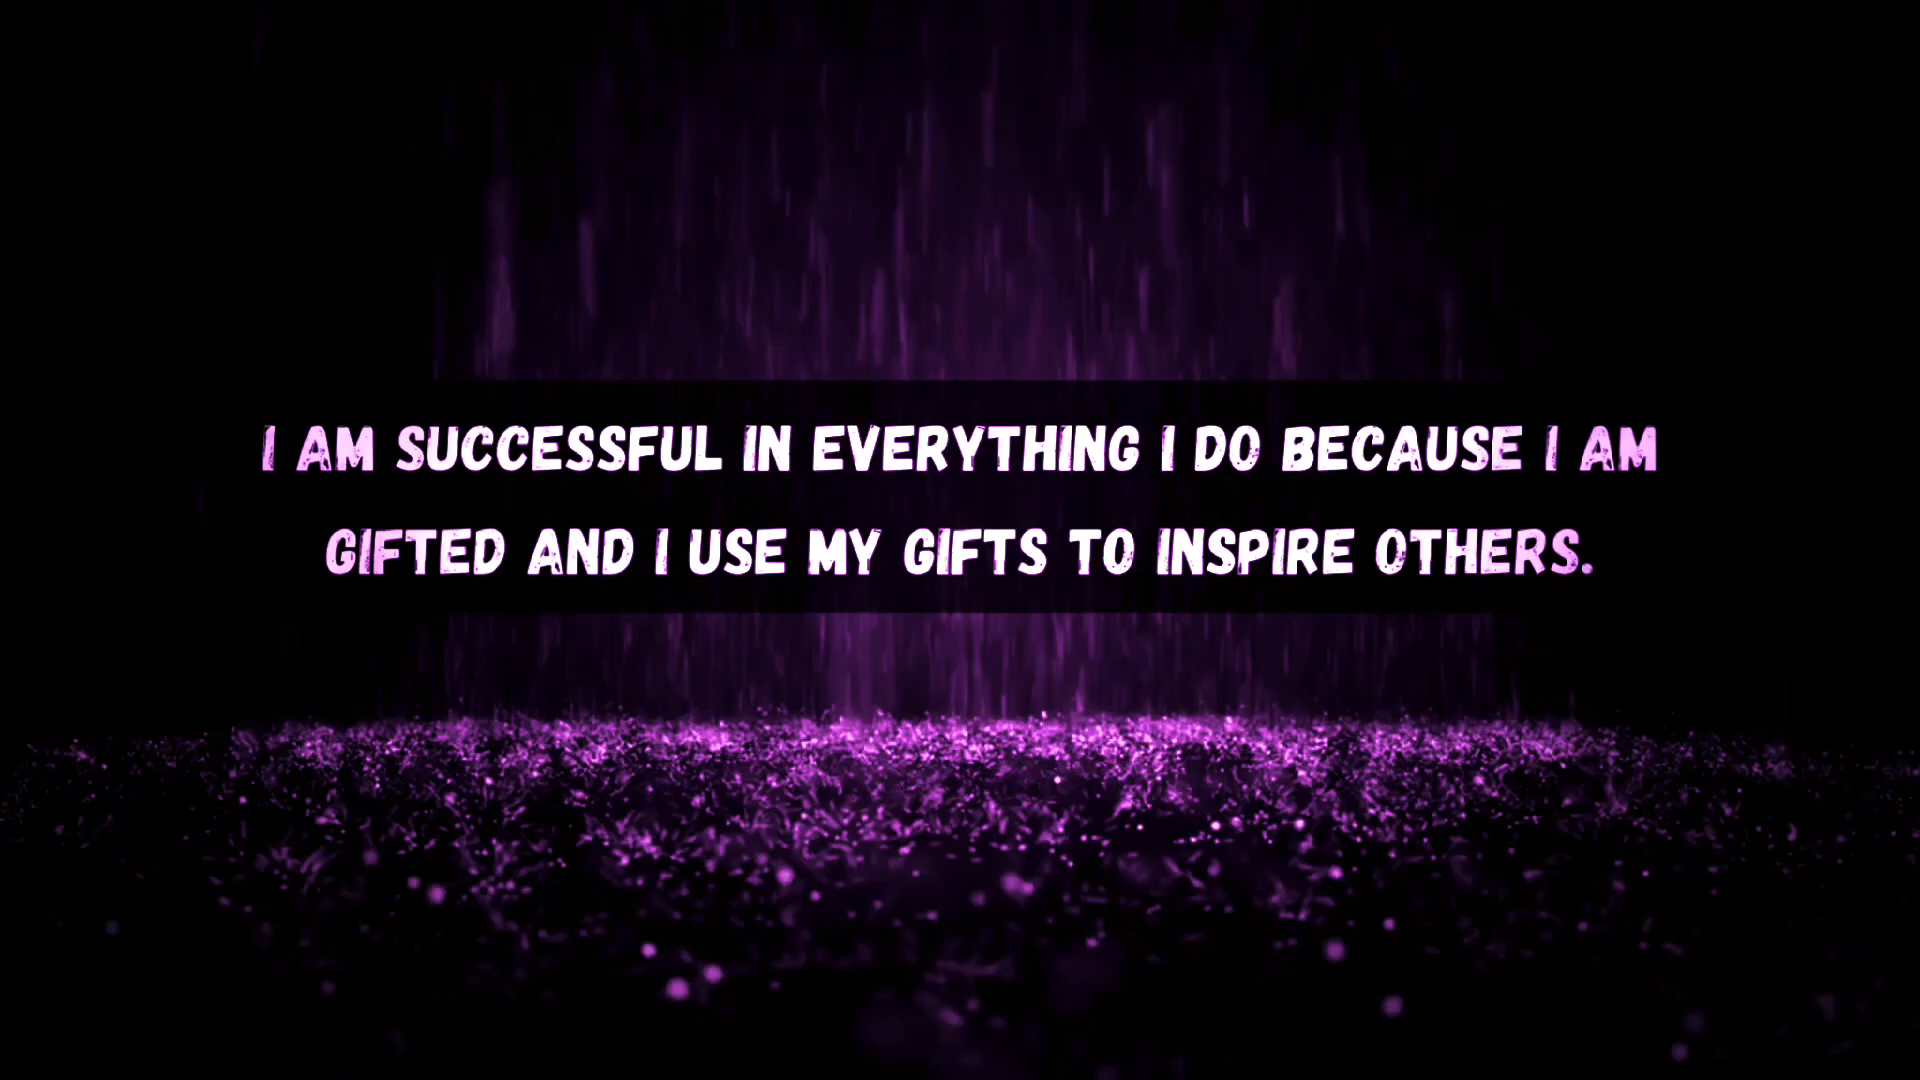 I AM SUCCESSFUL IN EVERYTHING I DO BECAUSE I AM
GIFTED AND I USE MY GIFTS TO INSPIRE OTHERS.